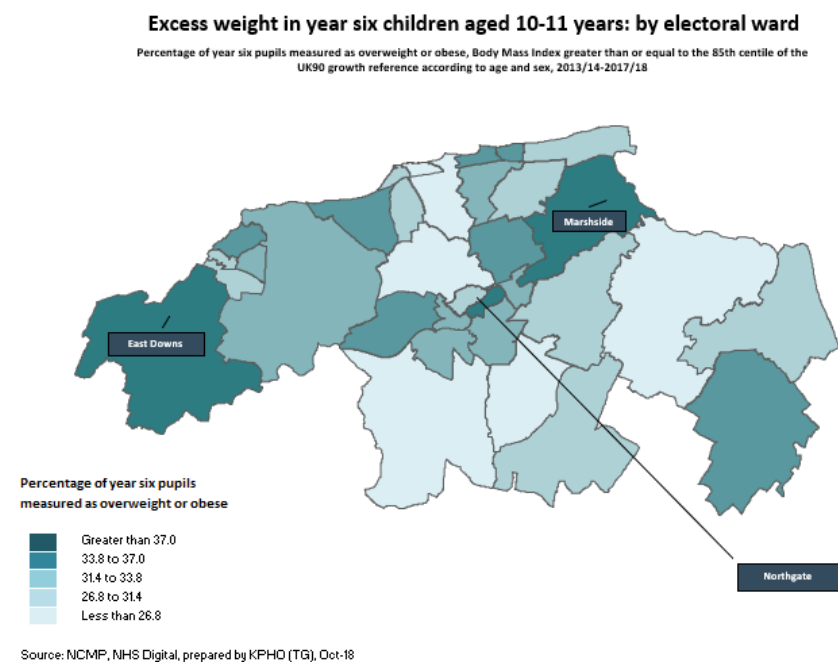 Excess weight in year six children aged 10-11 years: by electoral ward
Percentage of year six pupils measured as overweight or obese, Body Mass Index greater than or equal to the 85th centile of the
UK90 growth reference according to age and sex, 2013/14-2017/18
Marshside
East Downs
Percentage of year six pupils
measured as overweight or obese
Greater than 37.0
33.8 to 37.0
31.4 to 33.8
26.8 to 31.4
Less than 26.8
Northgate
Source: NCMP, NHS Digital, prepared by KPHO (TG), Oct-18